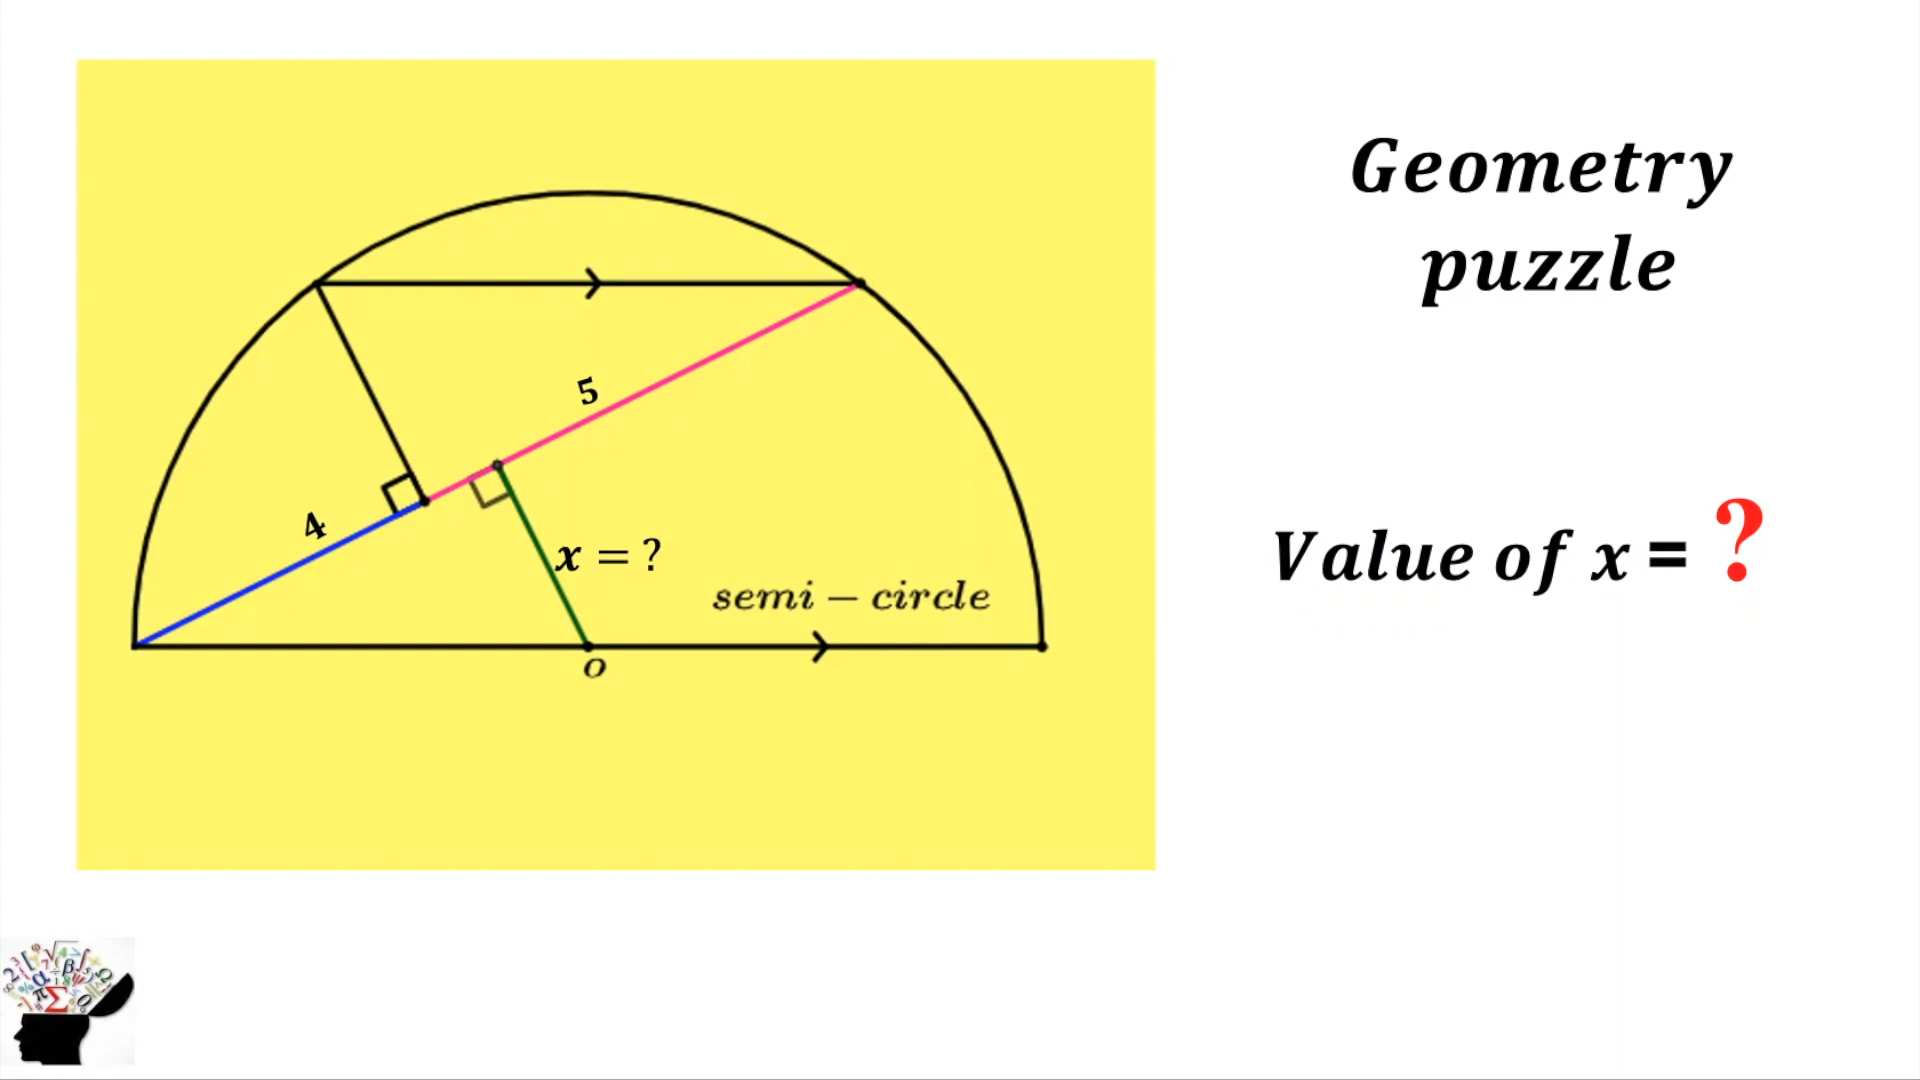 Geometry
puzzle
5
4
x = ?
semi – circle
o
Value of x = ?